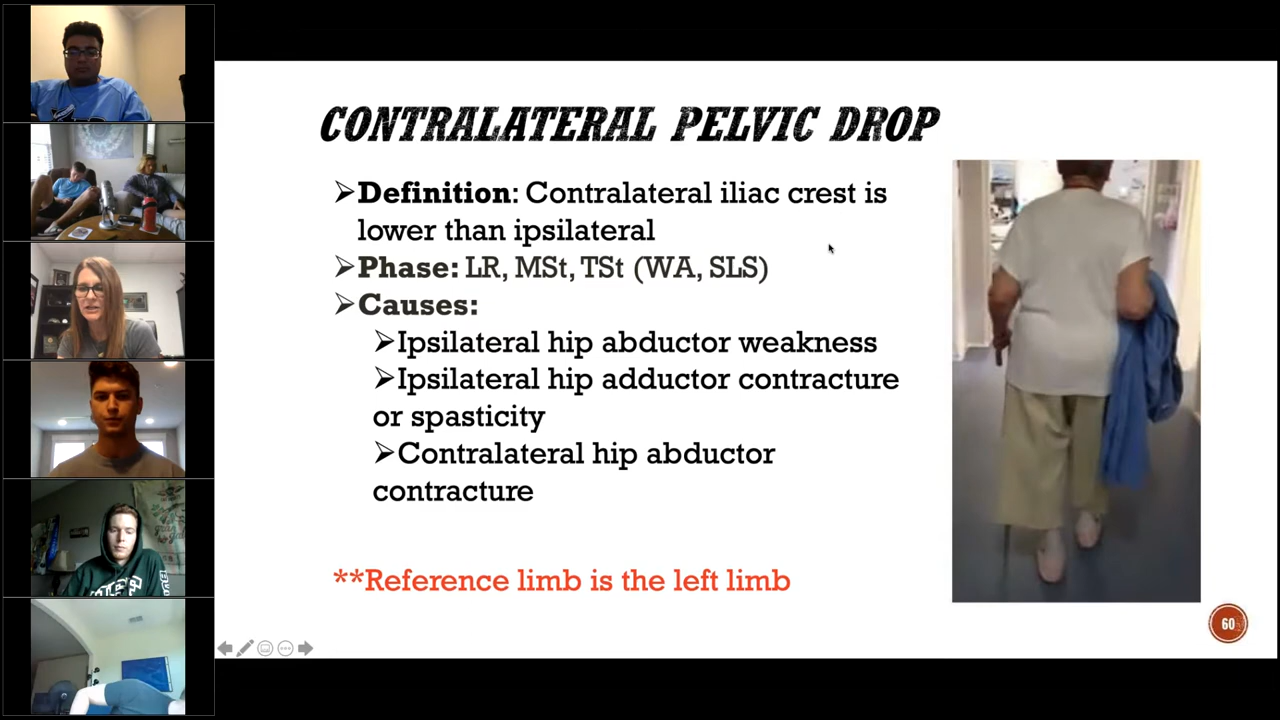 CONTRALATERAL PELVIC DROP
➢Definition: Contralateral iliac crest is
lower than ipsilateral
➢Phase: LR, MSt, TSt (WA, SLS)
➢Causes:
➢Ipsilateral hip abductor weakness
➢Ipsilateral hip adductor contracture
or spasticity
➢Contralateral hip abductor
contracture
**Reference limb is the left limb
60